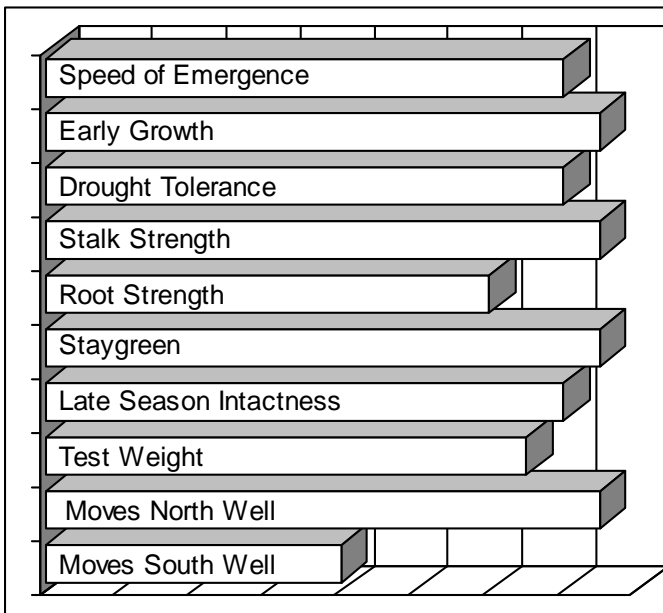 Speed of Emergence
Early Growth
Drought Tolerance
Stalk Strength
Root Strength
Staygreen
Late Season Intactness
Test Weight
Moves North Well
Moves South Well